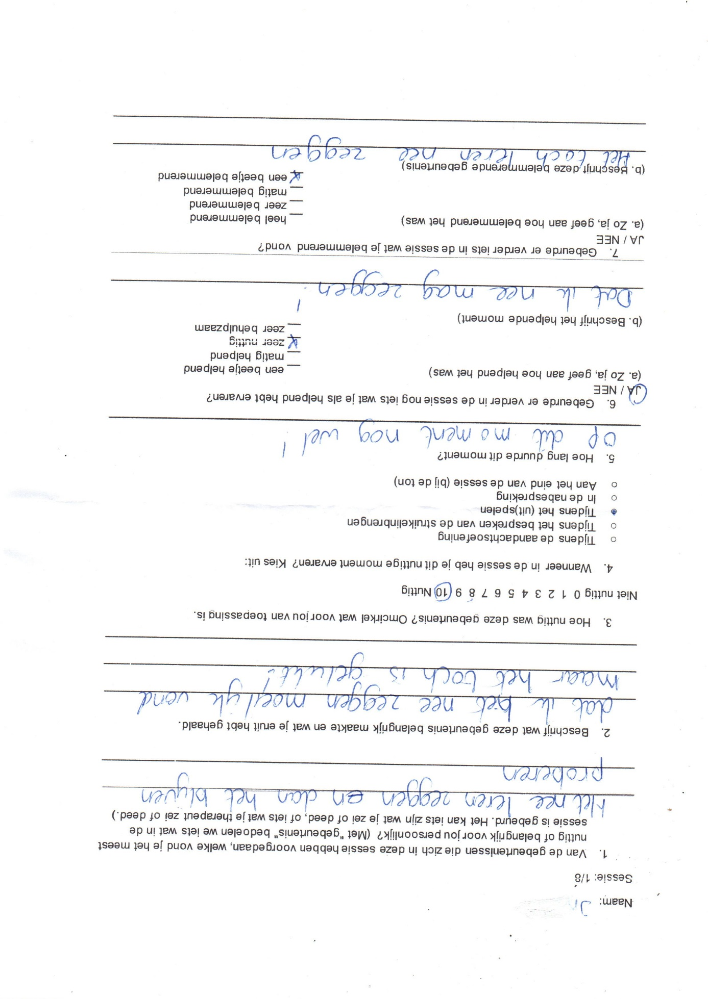 Naam:
Sessie: 1/8
1. Van de gebeurtenissen die zich in deze sessie hebben voorgedaan, welke vond je het meest
nuttig of belangrijk voor jou persoonlijk? (Met "gebeurtenis" bedoelen we iets wat in de
sessie is gebeurd. Het kan iets zijn wat je zei of deed, of iets wat je therapeut zei of deed.)
Het nee leren zeggen en dan het blijven
proberen
2. Beschrijf wat deze gebeurtenis belangrijk maakte en wat je eruit hebt gehaald.
dat ik het nee zeggen moeilijk vond
maar het toch is gelukt!
3. Hoe nuttig was deze gebeurtenis? Omcirkel wat voor jou van toepassing is.
Niet nuttig 0 1 2 3 4 5 6 7 8 9 10 Nuttig
4. Wanneer in de sessie heb je dit nuttige moment ervaren? Kies uit:
○ Tijdens de aandachtsoefening
○ Tijdens het bespreken van de struikelinbrengen
● Tijdens het (uit)spelen
○ In de nabespreking
○ Aan het eind van de sessie (bij de ton)
5. Hoe lang duurde dit moment?
op dit moment nog wel!
6. Gebeurde er verder in de sessie nog iets wat je als helpend hebt ervaren?
JA / NEE
(a. Zo ja, geef aan hoe helpend het was) __ een beetje helpend
__ matig helpend
x zeer nuttig
__ zeer behulpzaam
(b. Beschrijf het helpende moment)
Dat ik nee mag zeggen!
7. Gebeurde er verder iets in de sessie wat je belemmerend vond?
JA / NEE
(a. Zo ja, geef aan hoe belemmerend het was) __ heel belemmerend
__ zeer belemmerend
__ matig belemmerend
x een beetje belemmerend
(b. Beschrijf deze belemmerende gebeurtenis)
Het toch leren nee zeggen